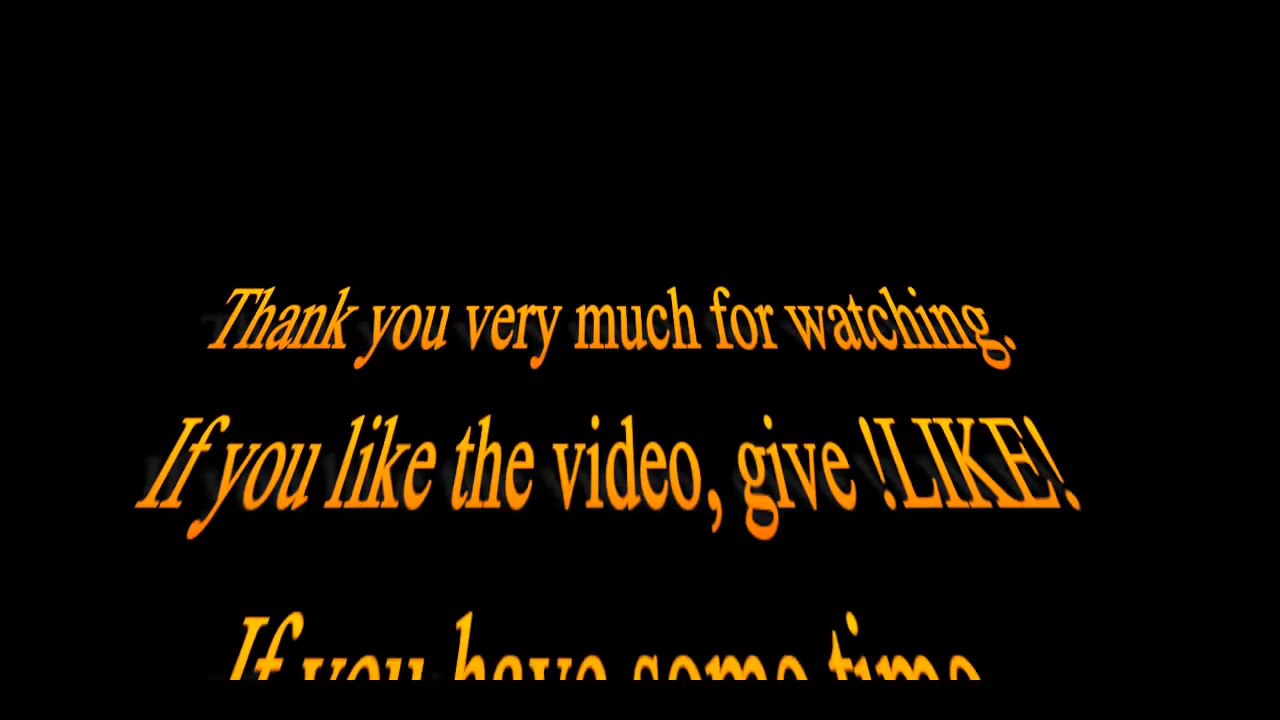 Thank you very much for watching.
If you like the video, give !LIKE!
If you have some time